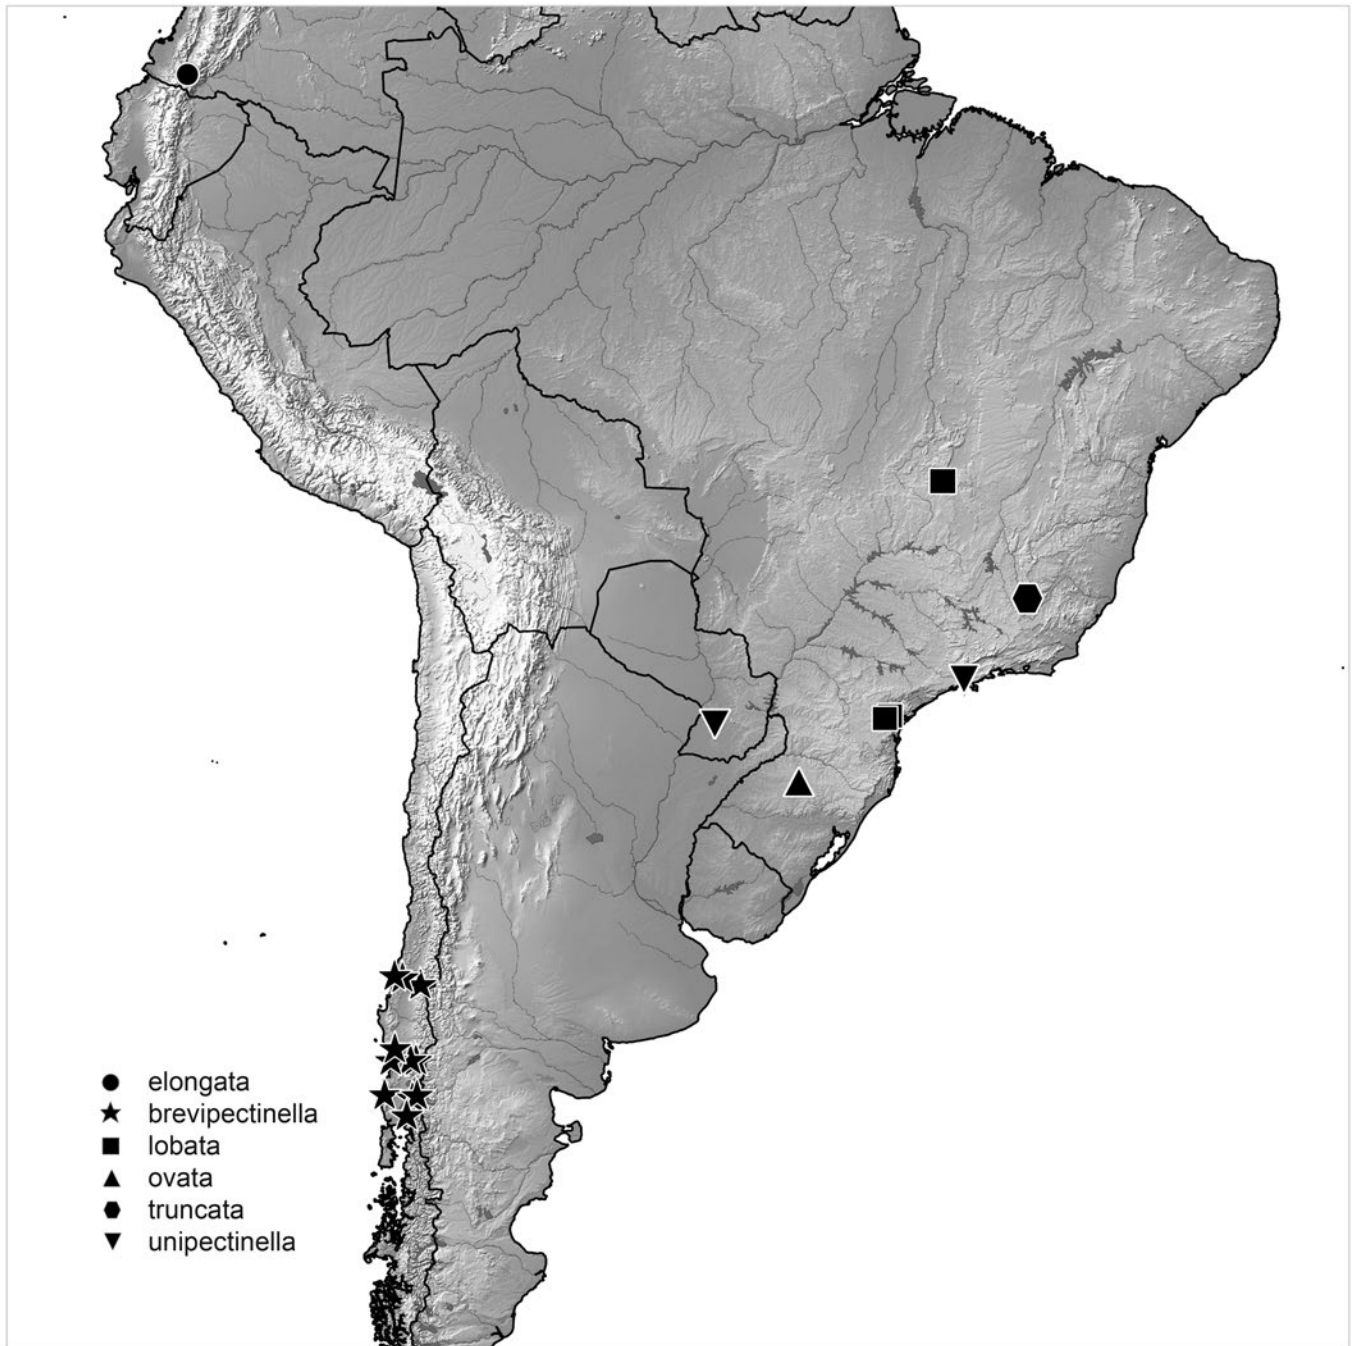 elongata
brevipectinella
lobata
ovata
truncata
unipectinella